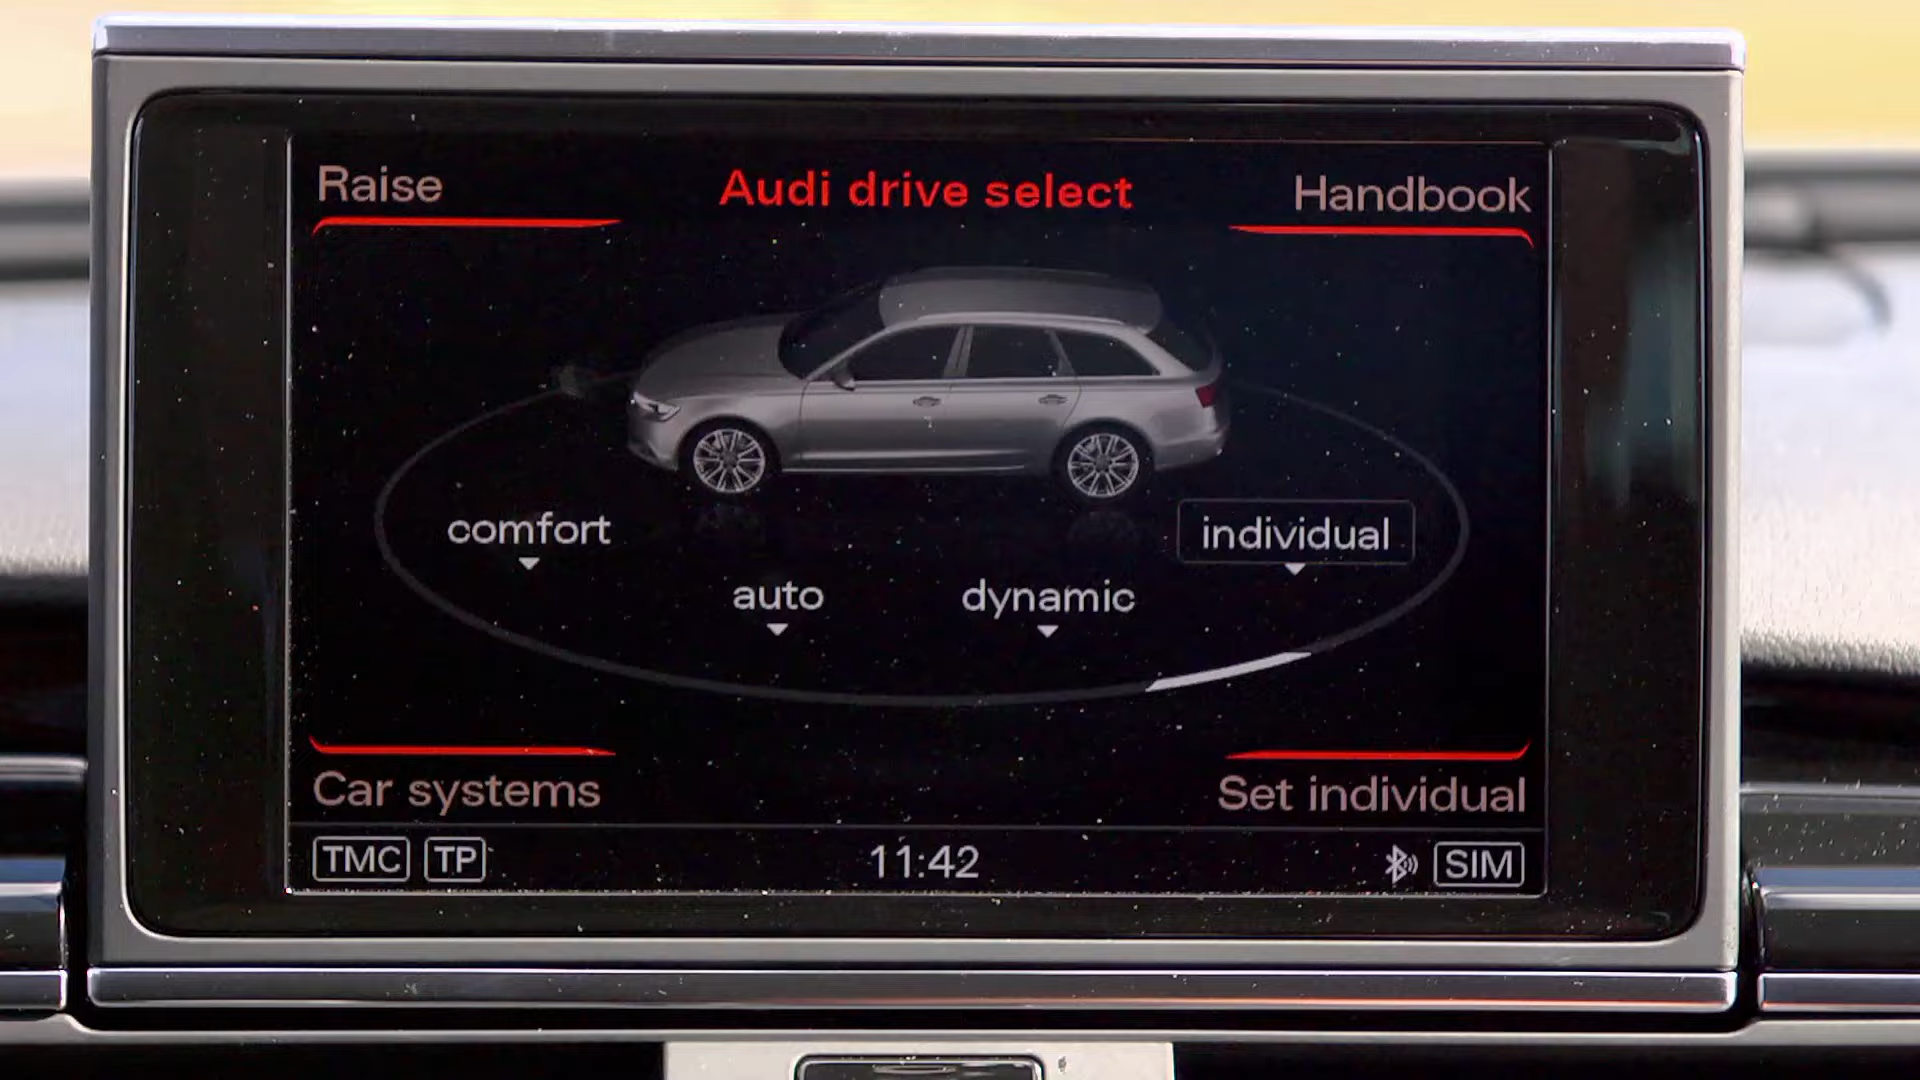 Raise
Audi drive select
Handbook
comfort
individual
auto
dynamic
Car systems
Set individual
TMC TP
11:42
SIM